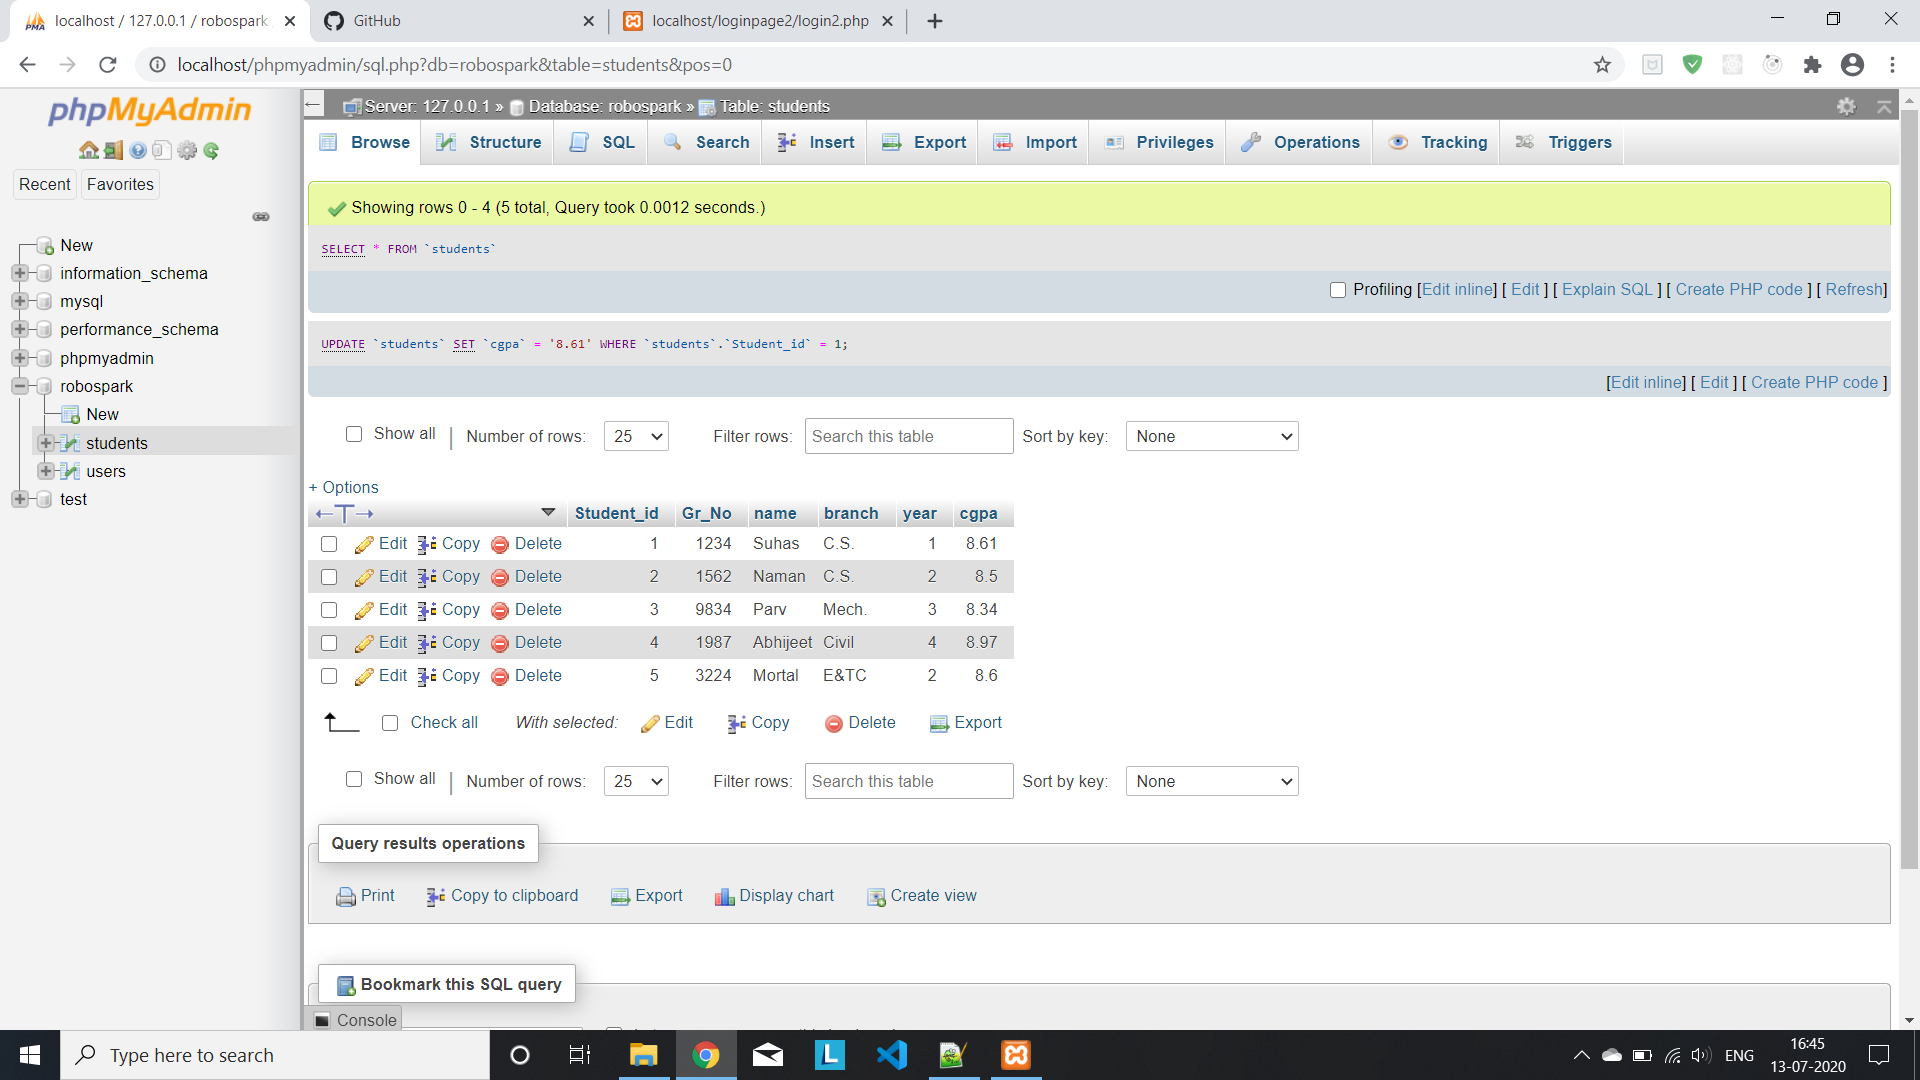 localhost / 127.0.0.1 / robospark
GitHub
localhost/loginpage2/login2.php
localhost/phpmyadmin/sql.php?db=robospark&table=students&pos=0
phpMyAdmin
Recent
Favorites
New
information_schema
mysql
performance_schema
phpmyadmin
robospark
New
students
users
test
Server: 127.0.0.1 » Database: robospark » Table: students
Browse Structure SQL Search Insert Export Import Privileges Operations Tracking Triggers
Showing rows 0 - 4 (5 total, Query took 0.0012 seconds.)
SELECT * FROM `students`
Profiling [Edit inline] [ Edit ] [ Explain SQL ] [ Create PHP code ] [ Refresh]
UPDATE `students` SET `cgpa` = '8.61' WHERE `students`.`Student_id` = 1;
[Edit inline] [ Edit ] [ Create PHP code ]
Show all | Number of rows: 25 Filter rows: Search this table Sort by key: None
+ Options
←T→ Student_id Gr_No name branch year cgpa
Edit Copy Delete 1 1234 Suhas C.S. 1 8.61
Edit Copy Delete 2 1562 Naman C.S. 2 8.5
Edit Copy Delete 3 9834 Parv Mech. 3 8.34
Edit Copy Delete 4 1987 Abhijeet Civil 4 8.97
Edit Copy Delete 5 3224 Mortal E&TC 2 8.6
Check all With selected: Edit Copy Delete Export
Show all | Number of rows: 25 Filter rows: Search this table Sort by key: None
Query results operations
Print Copy to clipboard Export Display chart Create view
Bookmark this SQL query
Console
Type here to search
ENG
16:45
13-07-2020